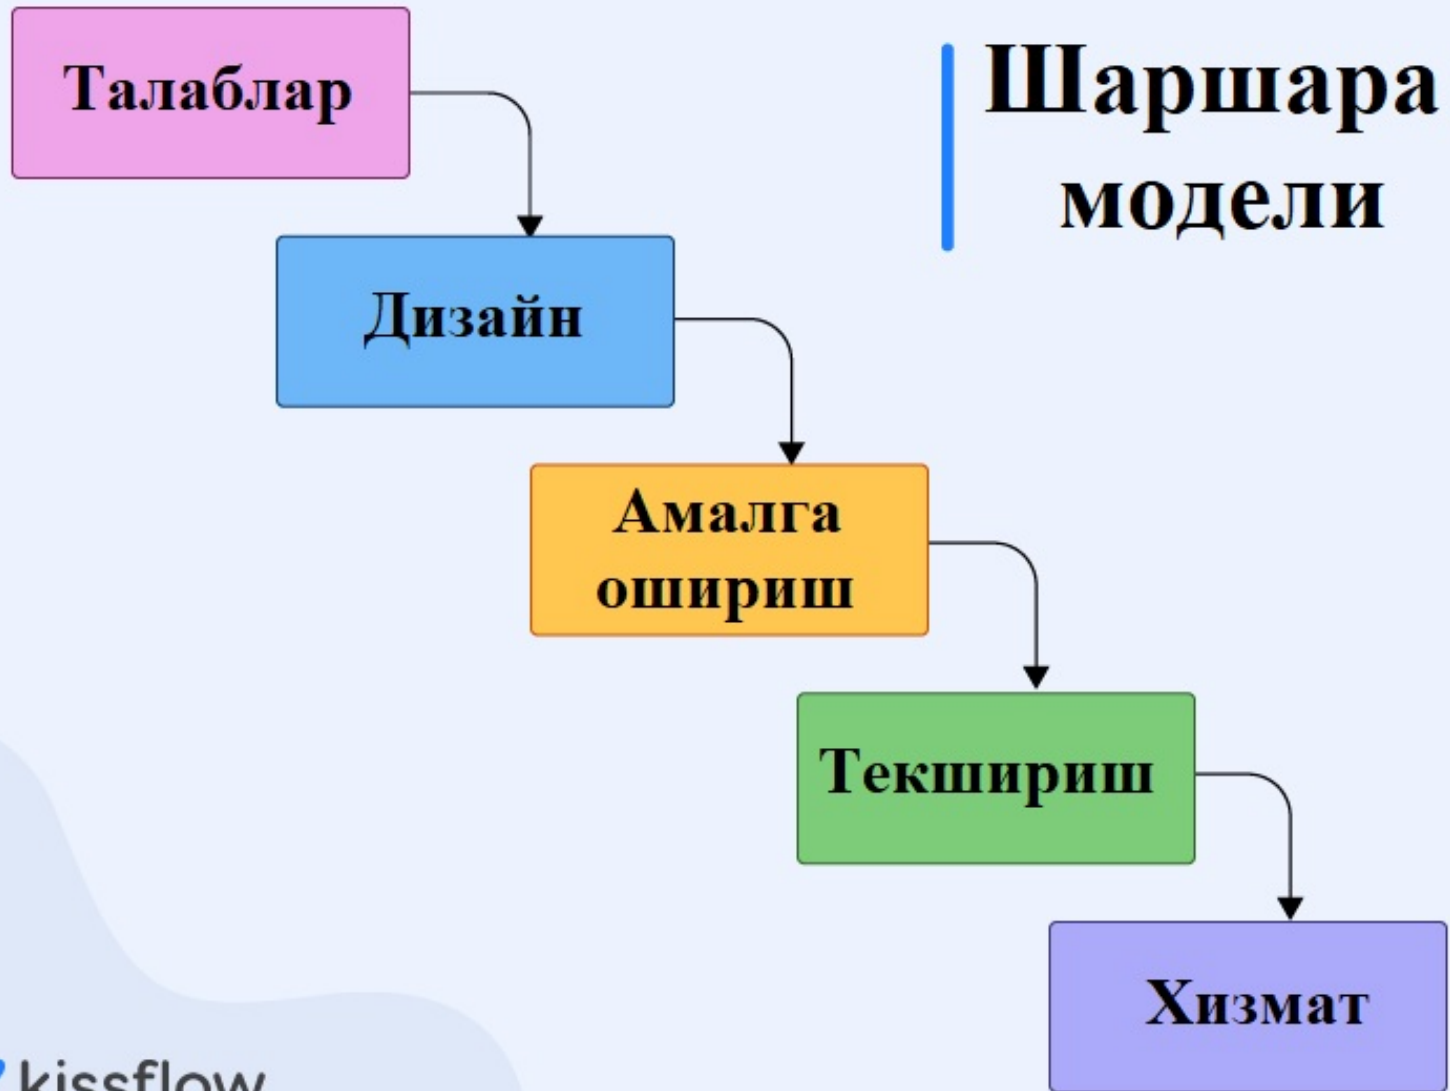 Талаблар
Шаршара
модели
Дизайн
Амалга
ошириш
Текшириш
Хизмат
kissflow